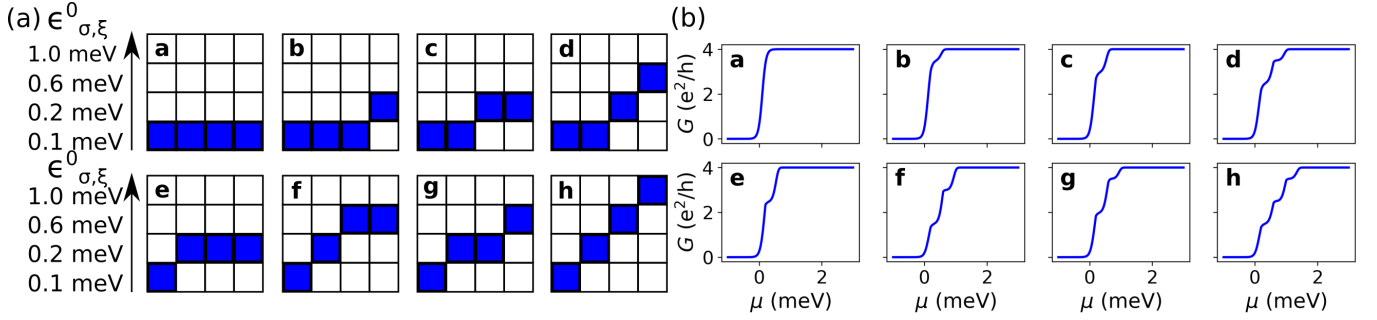 (a) ϵ⁰σ,ξ
1.0 meV
0.6 meV
0.2 meV
0.1 meV
a b c d
ϵ⁰σ,ξ
1.0 meV
0.6 meV
0.2 meV
0.1 meV
e f g h
(b)
G (e²/h)
4
2
0
a b c d
G (e²/h)
4
2
0
e f g h
0 2 0 2 0 2 0 2
μ (meV) μ (meV) μ (meV) μ (meV)